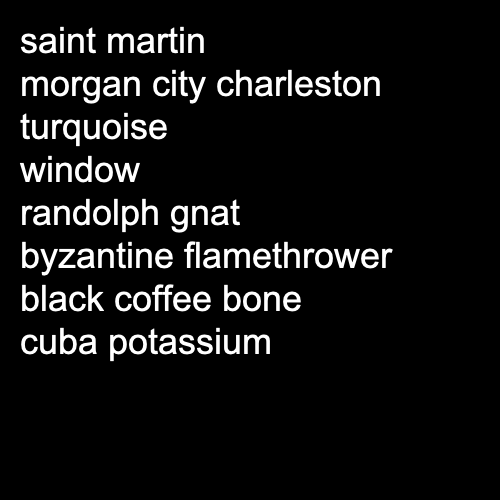 saint martin
morgan city charleston
turquoise
window
randolph gnat
byzantine flamethrower
black coffee bone
cuba potassium